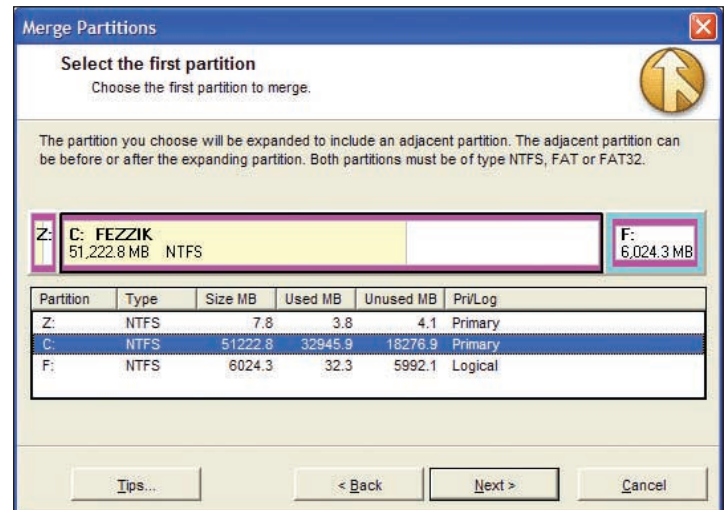 Merge Partitions
Select the first partition
Choose the first partition to merge.
The partition you choose will be expanded to include an adjacent partition. The adjacent partition can
be before or after the expanding partition. Both partitions must be of type NTFS, FAT or FAT32.
Z: C: FEZZIK F:
51,222.8 MB NTFS 6,024.3 MB
Partition Type Size MB Used MB Unused MB Pri/Log
Z: NTFS 7.8 3.8 4.1 Primary
C: NTFS 51222.8 32945.9 18276.9 Primary
F: NTFS 6024.3 32.3 5992.1 Logical
Tips... < Back Next > Cancel